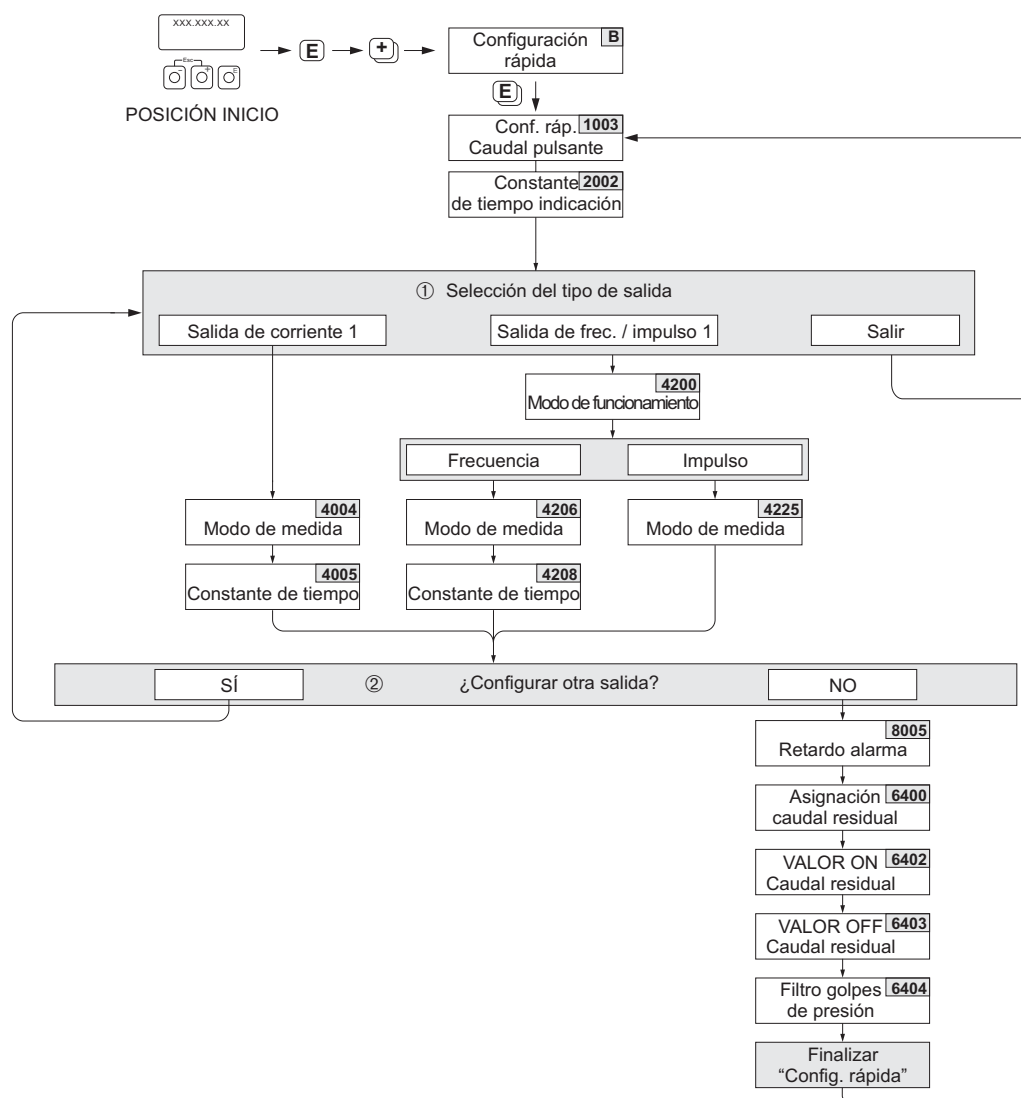 xxx.xxx.xx
Esc
- + E
E
+
POSICIÓN INICIO
Configuración B
rápida
E
Conf. ráp. 1003
Caudal pulsante
Constante 2002
de tiempo indicación
① Selección del tipo de salida
Salida de corriente 1
Salida de frec. / impulso 1
Salir
4200
Modo de funcionamiento
Frecuencia
Impulso
4004
Modo de medida
4206
Modo de medida
4225
Modo de medida
4005
Constante de tiempo
4208
Constante de tiempo
SÍ
② ¿Configurar otra salida?
NO
8005
Retardo alarma
Asignación 6400
caudal residual
VALOR ON 6402
Caudal residual
VALOR OFF 6403
Caudal residual
Filtro golpes 6404
de presión
Finalizar
“Config. rápida”